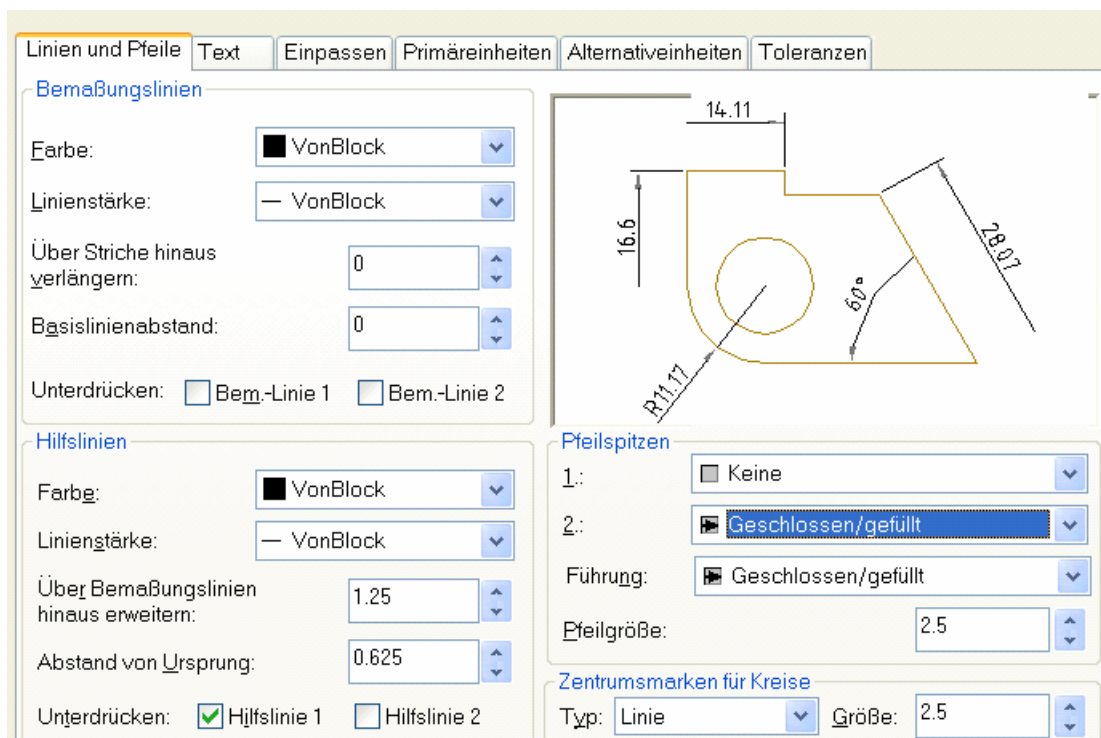 Linien und Pfeile Text Einpassen Primäreinheiten Alternativeinheiten Toleranzen
Bemaßungslinien
Farbe: VonBlock
Linienstärke: VonBlock
Über Striche hinaus
verlängern: 0
Basislinienabstand: 0
Unterdrücken: Bem.-Linie 1 Bem.-Linie 2
14.11
16.6
28.07
60°
R11.17
Hilfslinien
Farbe: VonBlock
Linienstärke: VonBlock
Über Bemaßungslinien
hinaus erweitern: 1.25
Abstand von Ursprung: 0.625
Unterdrücken: Hilfslinie 1 Hilfslinie 2
Pfeilspitzen
1.: Keine
2.: Geschlossen/gefüllt
Führung: Geschlossen/gefüllt
Pfeilgröße: 2.5
Zentrumsmarken für Kreise
Typ: Linie Größe: 2.5